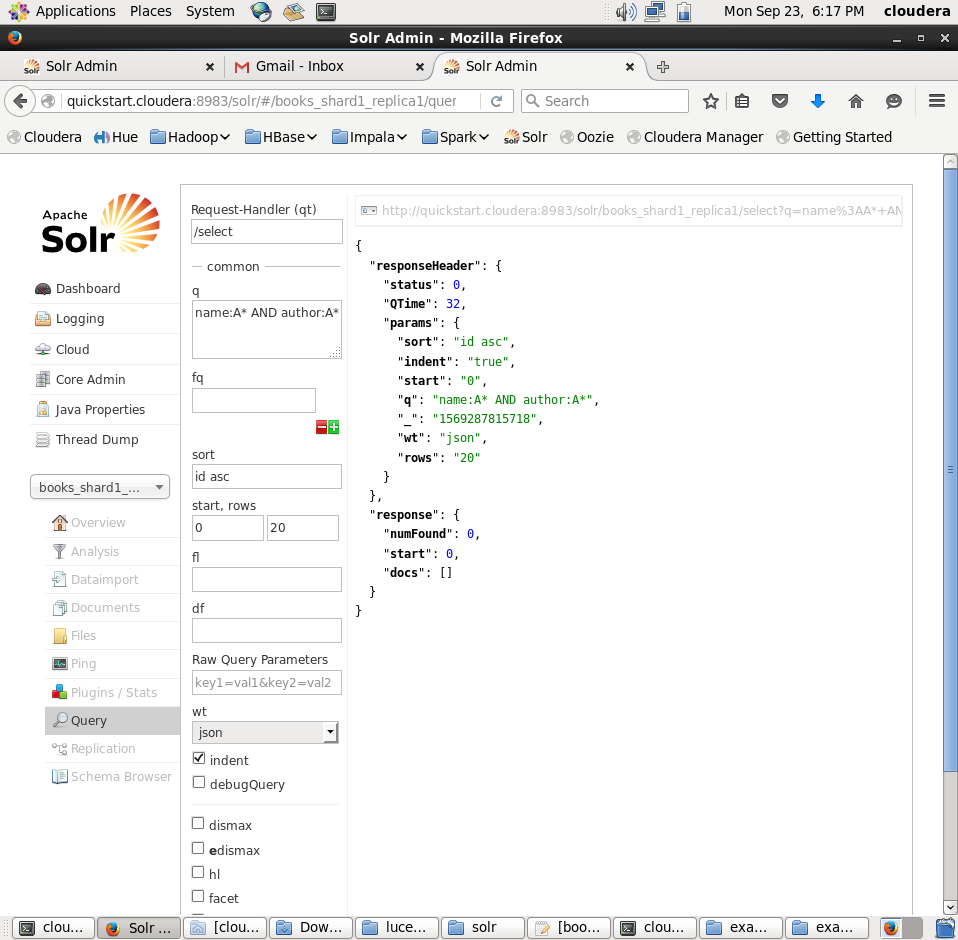 Applications Places System Mon Sep 23, 6:17 PM cloudera
Solr Admin - Mozilla Firefox
Solr Admin Gmail - Inbox Solr Admin
quickstart.cloudera:8983/solr/#/books_shard1_replica1/quer Search
Cloudera Hue Hadoop HBase Impala Spark Solr Oozie Cloudera Manager Getting Started
Apache
Solr
Dashboard
Logging
Cloud
Core Admin
Java Properties
Thread Dump
books_shard1_...
Overview
Analysis
Dataimport
Documents
Files
Ping
Plugins / Stats
Query
Replication
Schema Browser
Request-Handler (qt)
/select
common
q
name:A* AND author:A*
fq
sort
id asc
start, rows
0 20
fl
df
Raw Query Parameters
key1=val1&key2=val2
wt
json
indent
debugQuery
dismax
edismax
hl
facet
http://quickstart.cloudera:8983/solr/books_shard1_replica1/select?q=name%3AA*+AN
{
"responseHeader": {
"status": 0,
"QTime": 32,
"params": {
"sort": "id asc",
"indent": "true",
"start": "0",
"q": "name:A* AND author:A*",
"_": "1569287815718",
"wt": "json",
"rows": "20"
}
},
"response": {
"numFound": 0,
"start": 0,
"docs": []
}
}
clou... Solr ... [clou... Dow... luce... solr [boo... clou... exa... exa...